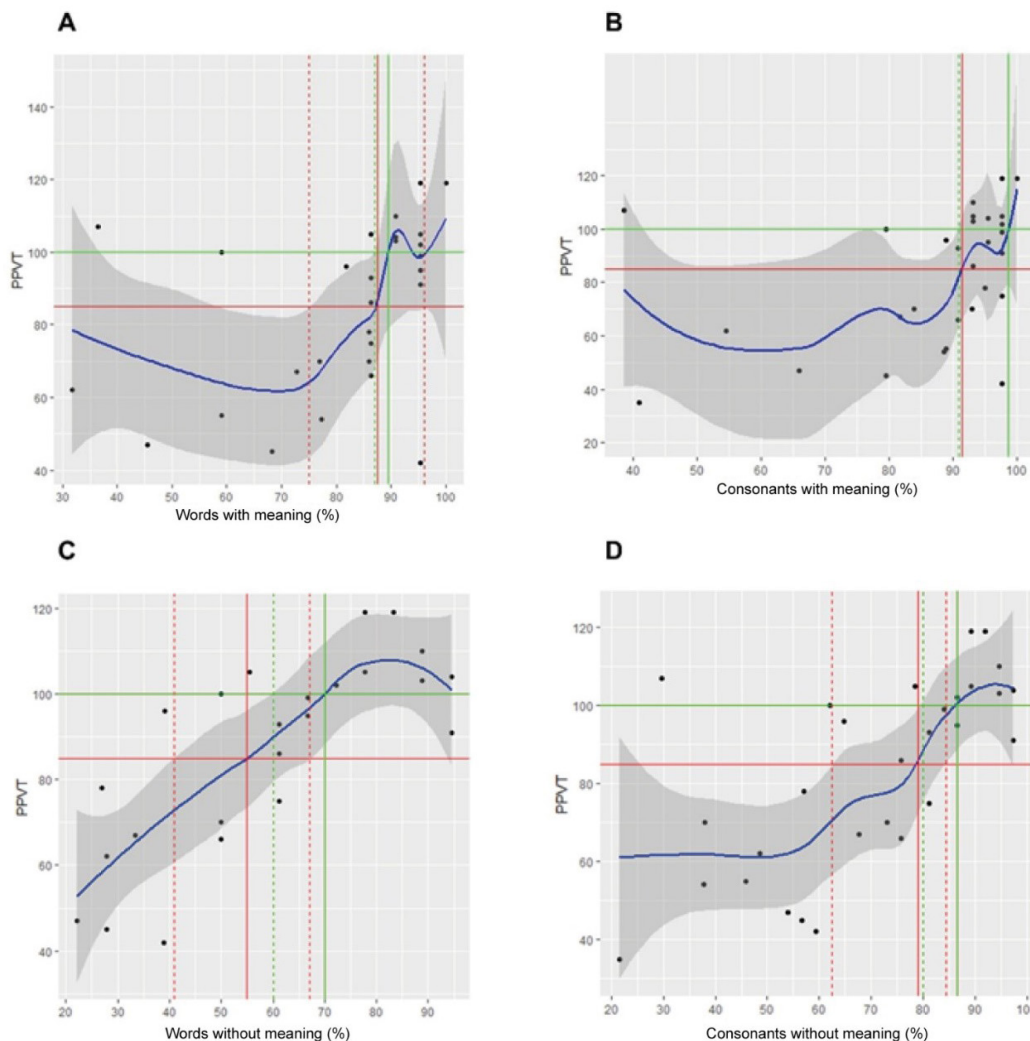 A
140
120
100
80
60
40
PPVT
30 40 50 60 70 80 90 100
Words with meaning (%)
B
120
100
80
60
40
20
PPVT
40 50 60 70 80 90 100
Consonants with meaning (%)
C
120
100
80
60
40
PPVT
20 30 40 50 60 70 80 90
Words without meaning (%)
D
120
100
80
60
40
PPVT
20 30 40 50 60 70 80 90 100
Consonants without meaning (%)